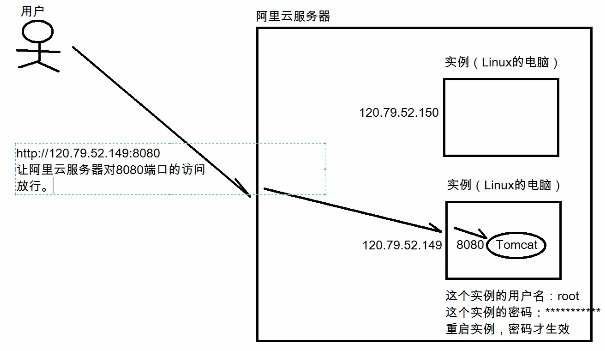 用户
阿里云服务器
实例（Linux的电脑）
120.79.52.150
http://120.79.52.149:8080
让阿里云服务器对8080端口的访问
放行。
实例（Linux的电脑）
120.79.52.149
8080
Tomcat
这个实例的用户名：root
这个实例的密码：***********
重启实例，密码才生效